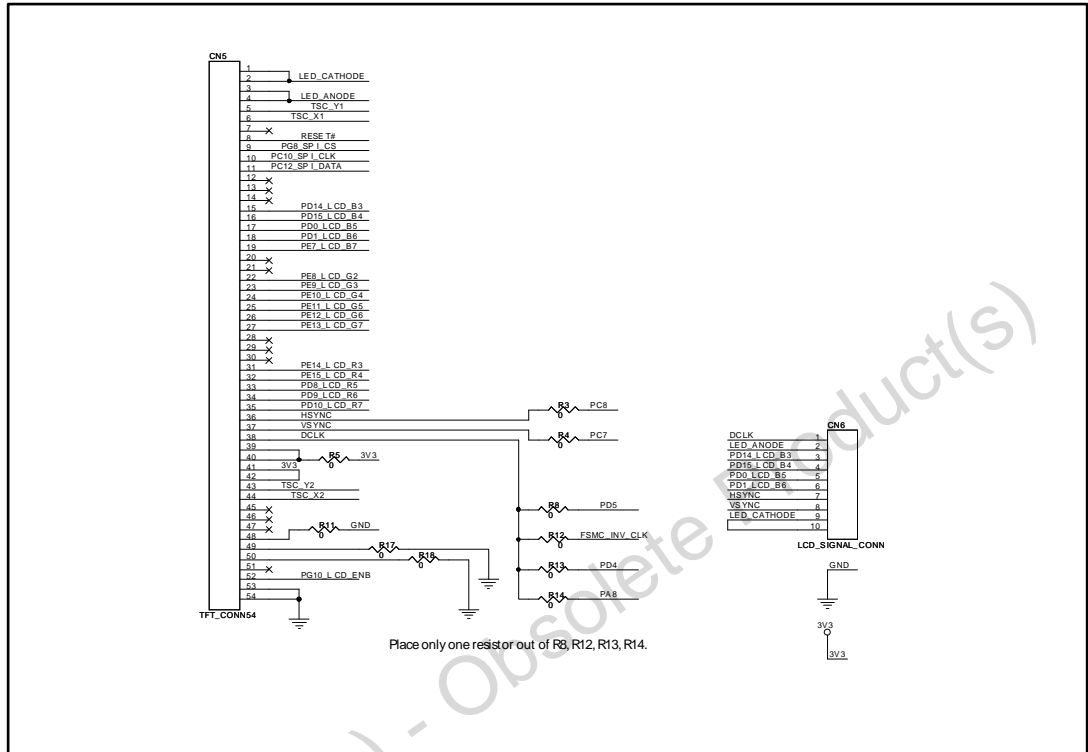 CN5
1
2 LED_CATHODE
3
4 LED_ANODE
5 TSC_Y1
6 TSC_X1
7
8 RESET#
9 PG8_SPI_CS
10 PC10_SPI_CLK
11 PC12_SPI_DATA
12
13
14
15 PD14_LCD_B3
16 PD15_LCD_B4
17 PD0_LCD_B5
18 PD1_LCD_B6
19 PE7_LCD_B7
20
21
22 PE8_LCD_G2
23 PE9_LCD_G3
24 PE10_LCD_G4
25 PE11_LCD_G5
26 PE12_LCD_G6
27 PE13_LCD_G7
28
29
30
31 PE14_LCD_R3
32 PE15_LCD_R4
33 PD8_LCD_R5
34 PD9_LCD_R6
35 PD10_LCD_R7
36 HSYNC
37 VSYNC
38 DCLK
39
40
41 3V3
42
43 TSC_Y2
44 TSC_X2
45
46
47
48
49
50
51
52 PG10_LCD_ENB
53
54
TFT_CONN54
R3 PC8
0
R4 PC7
0
R5 3V3
0
R8 PD5
0
R11 GND
0
R12 FSMC_INV_CLK
0
R17
0
R18
0
R13 PD4
0
R14 PA8
0
Place only one resistor out of R8, R12, R13, R14.
CN6
DCLK 1
LED_ANODE 2
PD14_LCD_B3 3
PD15_LCD_B4 4
PD0_LCD_B5 5
PD1_LCD_B6 6
HSYNC 7
VSYNC 8
LED_CATHODE 9
10
LCD_SIGNAL_CONN
GND
3V3
3V3
) - Obsolete Product(s)